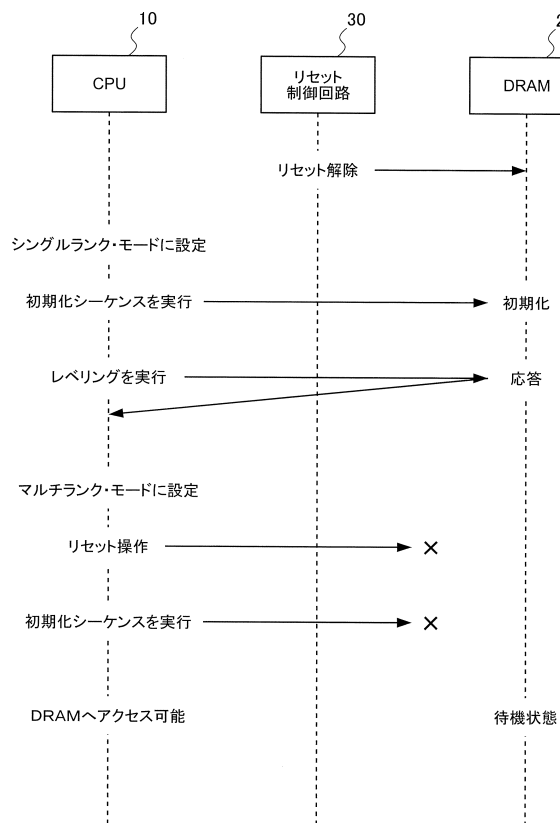 10
30
2
CPU
リセット
制御回路
DRAM
リセット解除
シングルランク・モードに設定
初期化シーケンスを実行
初期化
レベリングを実行
応答
マルチランク・モードに設定
リセット操作
初期化シーケンスを実行
DRAMへアクセス可能
待機状態